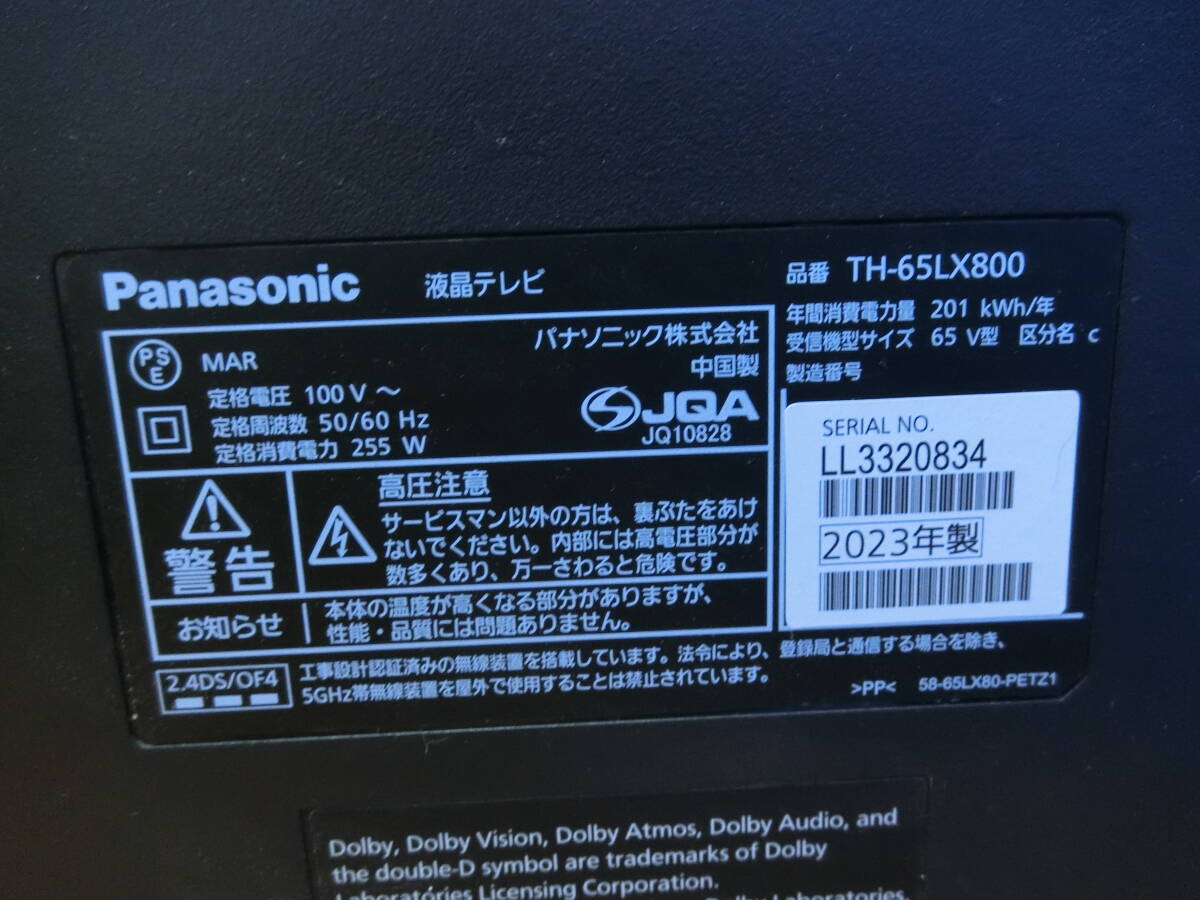 Panasonic 液晶テレビ
PS
E
MAR
パナソニック株式会社
中国製
定格電圧 100 V ～
定格周波数 50/60 Hz
定格消費電力 255 W
JQA
JQ10828
警告
高圧注意
サービスマン以外の方は、裏ぶたをあけ
ないでください。内部には高電圧部分が
数多くあり、万一さわると危険です。
お知らせ
本体の温度が高くなる部分がありますが、
性能・品質には問題ありません。
品番 TH-65LX800
年間消費電力量 201 kWh/年
受信機型サイズ 65 V型 区分名 c
製造番号
SERIAL NO.
LL3320834
2023年製
2.4DS/OF4
工事設計認証済みの無線装置を搭載しています。法令により、登録局と通信する場合を除き、
5GHz帯無線装置を屋外で使用することは禁止されています。
>PP< 58-65LX80-PETZ1
Dolby, Dolby Vision, Dolby Atmos, Dolby Audio, and
the double-D symbol are trademarks of Dolby
Laboratories Licensing Corporation.
Dolby Laboratories.